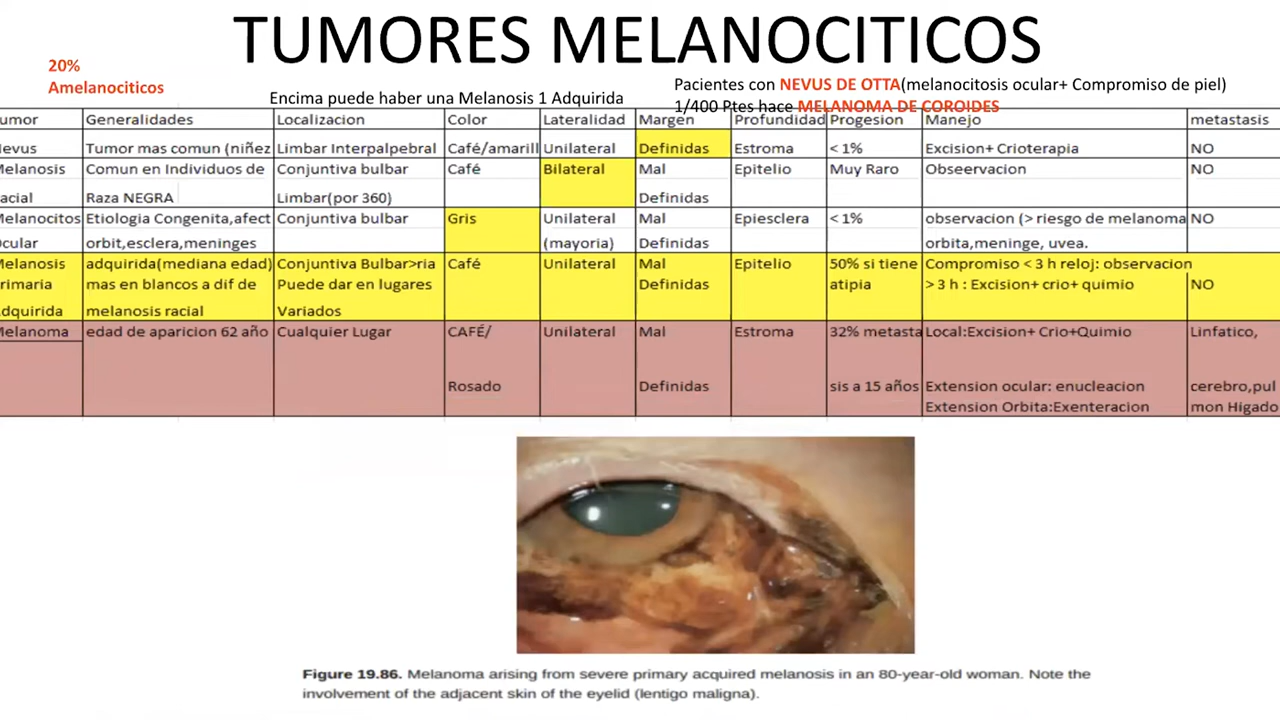 TUMORES MELANOCITICOS
20%
Amelanociticos
Encima puede haber una Melanosis 1 Adquirida
Pacientes con NEVUS DE OTTA(melanocitosis ocular+ Compromiso de piel)
1/400 Ptes hace MELANOMA DE COROIDES
umor Generalidades Localizacion Color Lateralidad Margen Profundidad Progesion Manejo metastasis
Nevus Tumor mas comun (niñez Limbar Interpalpebral Café/amarill Unilateral Definidas Estroma < 1% Excision+ Crioterapia NO
Melanosis Comun en Individuos de Conjuntiva bulbar Café Bilateral Mal Epitelio Muy Raro Obseervacion NO
acial Raza NEGRA Limbar(por 360) Definidas
Melanocitos Etiologia Congenita,afect Conjuntiva bulbar Gris Unilateral Mal Epiesclera < 1% observacion (> riesgo de melanoma NO
cular orbit,esclera,meninges (mayoria) Definidas orbita,meninge, uvea.
Melanosis adquirida(mediana edad) Conjuntiva Bulbar>ria Café Unilateral Mal Epitelio 50% si tiene Compromiso < 3 h reloj: observacion
rimaria mas en blancos a dif de Puede dar en lugares Definidas atipia > 3 h : Excision+ crio+ quimio NO
dquirida melanosis racial Variados
Melanoma edad de aparicion 62 año Cualquier Lugar CAFÉ/ Unilateral Mal Estroma 32% metasta Local:Excision+ Crio+Quimio Linfatico,
Rosado Definidas sis a 15 años Extension ocular: enucleacion cerebro,pul
Extension Orbita:Exenteracion mon Higado
Figure 19.86. Melanoma arising from severe primary acquired melanosis in an 80-year-old woman. Note the
involvement of the adjacent skin of the eyelid (lentigo maligna).